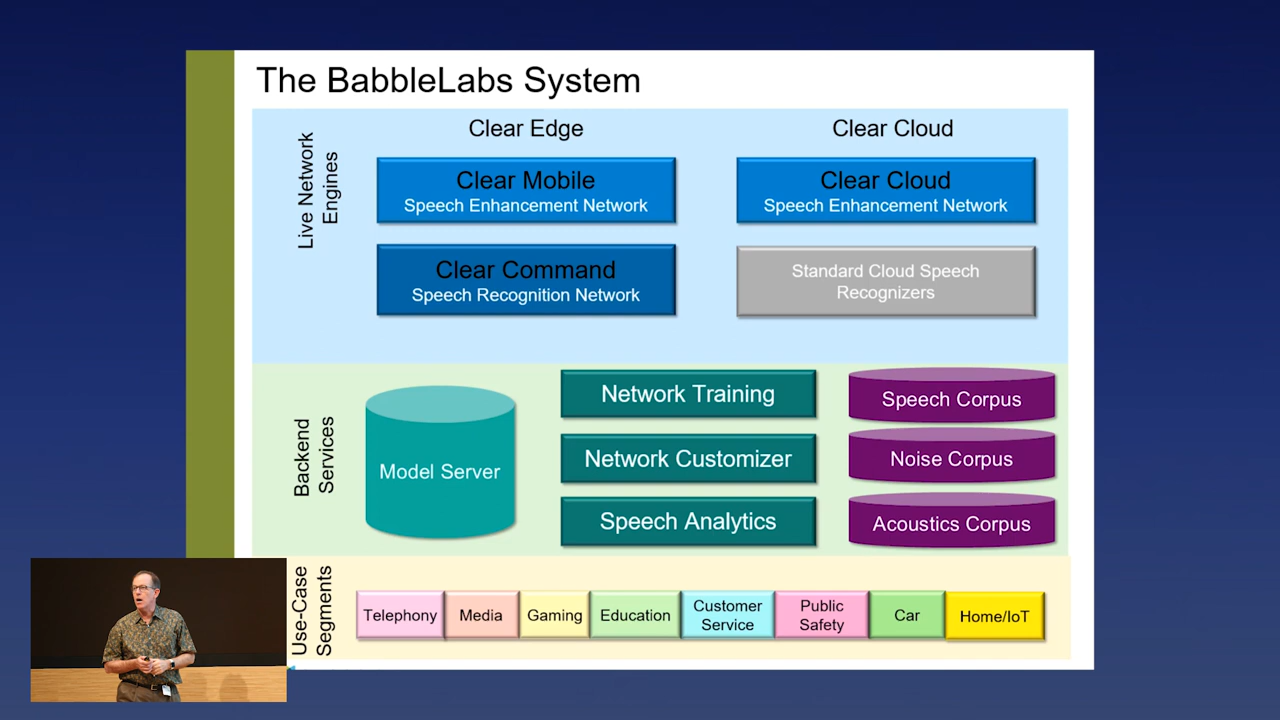 The BabbleLabs System
Live Network
Engines
Clear Edge
Clear Cloud
Clear Mobile
Speech Enhancement Network
Clear Cloud
Speech Enhancement Network
Clear Command
Speech Recognition Network
Standard Cloud Speech
Recognizers
Backend
Services
Model Server
Network Training
Network Customizer
Speech Analytics
Speech Corpus
Noise Corpus
Acoustics Corpus
Use-Case
Segments
Telephony
Media
Gaming
Education
Customer
Service
Public
Safety
Car
Home/IoT